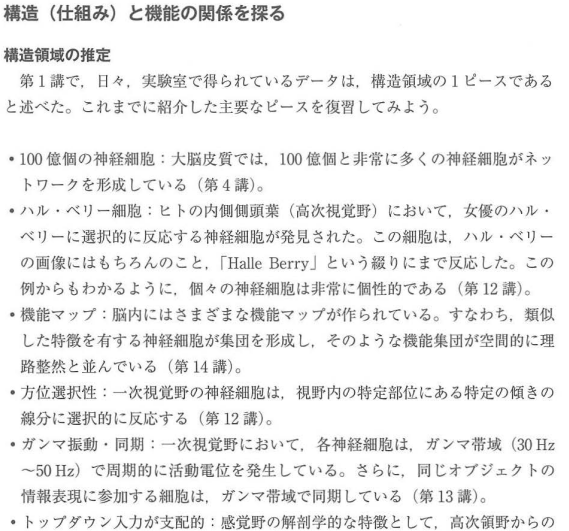 構造（仕組み）と機能の関係を探る
構造領域の推定
第1講で，日々，実験室で得られているデータは，構造領域の1ピースである
と述べた。これまでに紹介した主要なピースを復習してみよう。
•100億個の神経細胞：大脳皮質では，100億個と非常に多くの神経細胞がネッ
トワークを形成している（第4講）。
•ハル・ベリー細胞：ヒトの内側側頭葉（高次視覚野）において，女優のハル・
ベリーに選択的に反応する神経細胞が発見された。この細胞は，ハル・ベリー
の画像にはもちろんのこと，「Halle Berry」という綴りにまで反応した。この
例からもわかるように，個々の神経細胞は非常に個性的である（第12講）。
•機能マップ：脳内にはさまざまな機能マップが作られている。すなわち，類似
した特徴を有する神経細胞が集団を形成し，そのような機能集団が空間的に理
路整然と並んでいる（第14講）。
•方位選択性：一次視覚野の神経細胞は，視野内の特定部位にある特定の傾きの
線分に選択的に反応する（第12講）。
•ガンマ振動・同期：一次視覚野において，各神経細胞は，ガンマ帯域（30 Hz
～50 Hz）で周期的に活動電位を発生している。さらに，同じオブジェクトの
情報表現に参加する細胞は，ガンマ帯域で同期している（第13講）。
•トップダウン入力が支配的：感覚野の解剖学的な特徴として，高次領野からの